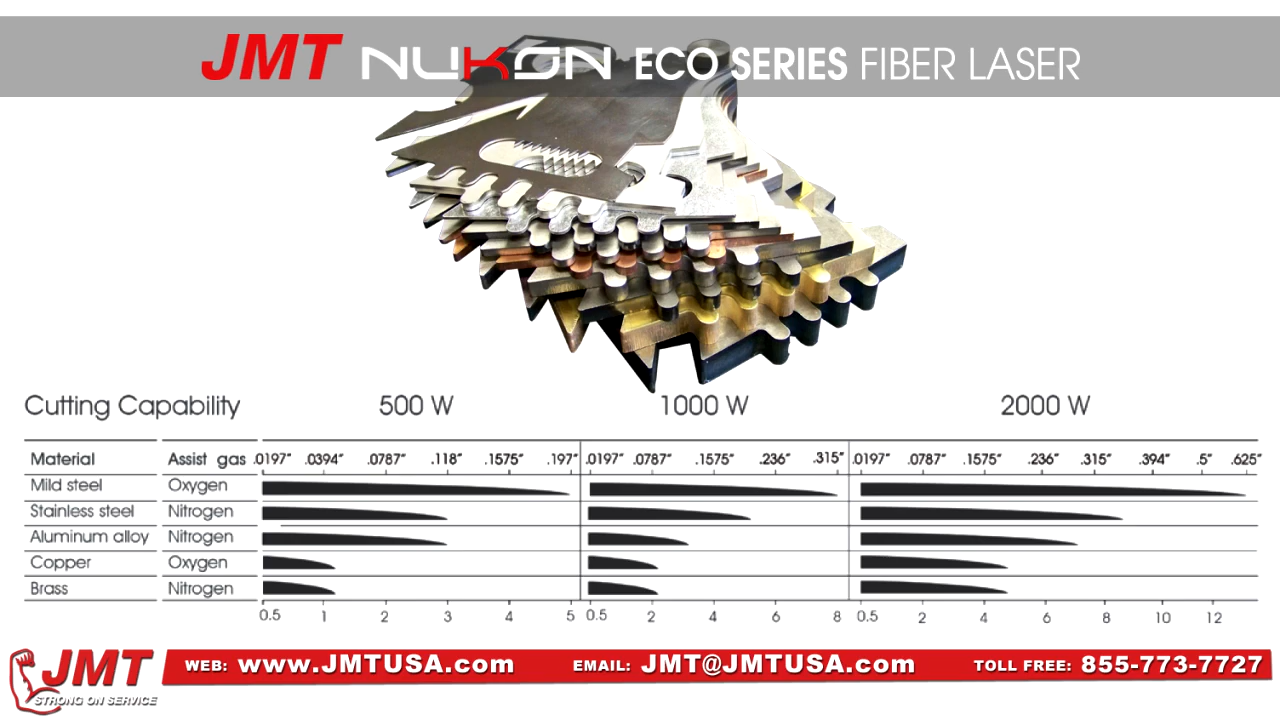 JMT NUKON ECO SERIES FIBER LASER
Cutting Capability 500 W 1000 W 2000 W
Material Assist gas .0197” .0394” .0787” .118” .1575” .197” .0197” .0787” .1575” .236” .315” .0197” .0787” .1575” .236” .315” .394” .5” .625”
Mild steel Oxygen
Stainless steel Nitrogen
Aluminum alloy Nitrogen
Copper Oxygen
Brass Nitrogen
0.5 1 2 3 4 5 0.5 2 4 6 8 0.5 2 4 6 8 10 12
JMT WEB: www.JMTUSA.com EMAIL: JMT@JMTUSA.com TOLL FREE: 855-773-7727
STRONG ON SERVICE